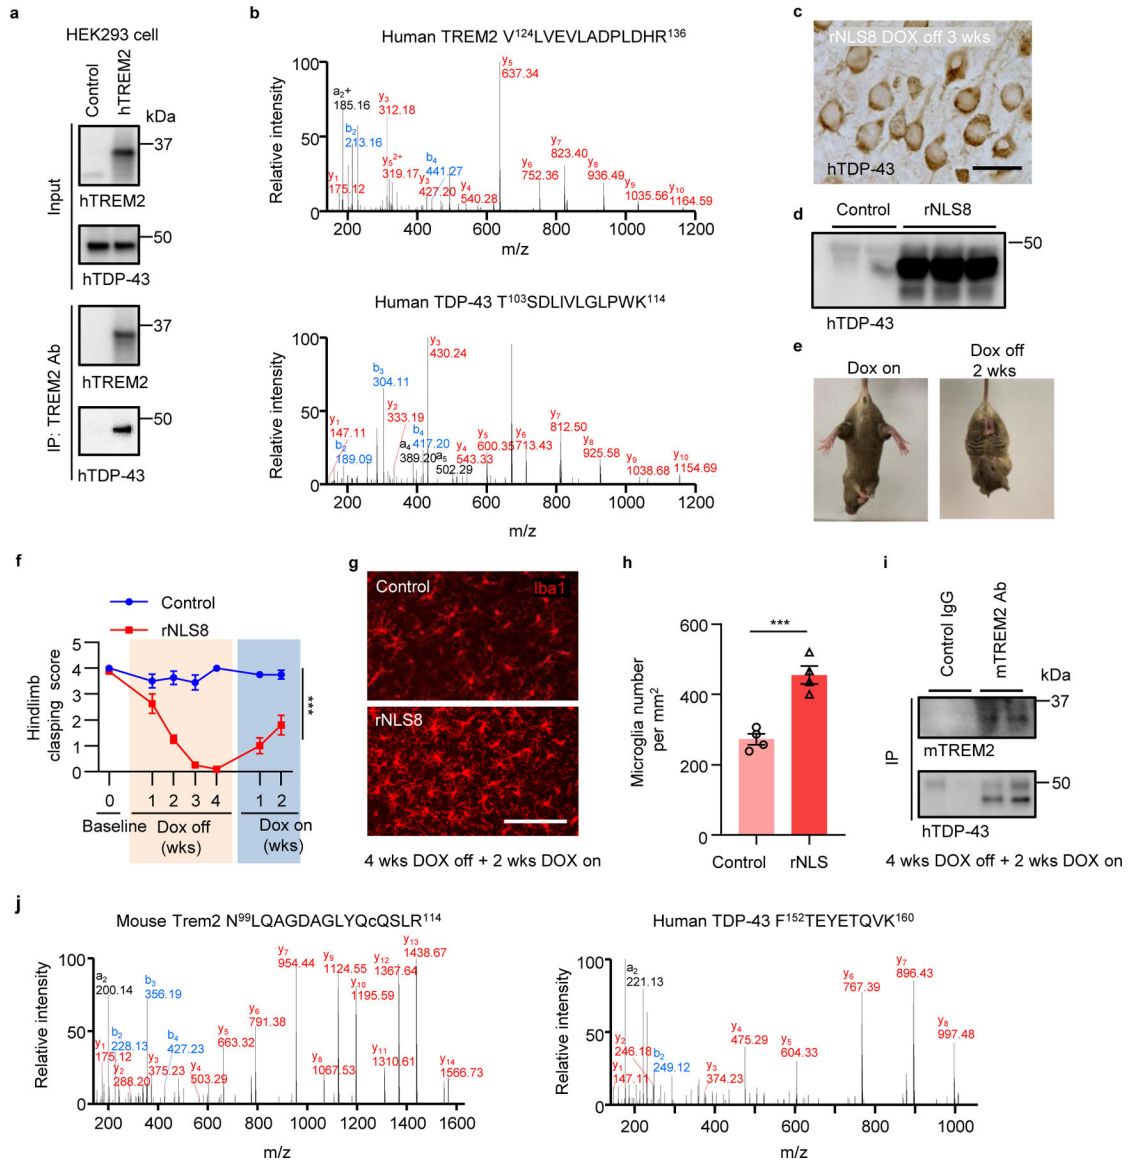 a
HEK293 cell
Control
hTREM2
kDa
37
hTREM2
Input
50
hTDP-43
37
hTREM2
IP: TREM2 Ab
50
hTDP-43
b
Human TREM2 V124LVEVLADPLDHR136
Relative intensity
100
50
0
a2+
185.16
b2
213.16
y3
312.18
y1
175.12
y5 2+
319.17
y3
427.20
b4
441.27
y4
540.28
y5
637.34
y6
752.36
y7
823.40
y8
936.49
y9
1035.56
y10
1164.59
200 400 600 800 1000 1200
m/z
Human TDP-43 T103SDLIVLGLPWK114
Relative intensity
100
50
0
y1
147.11
b2
189.09
b3
304.11
y2
333.19
a4
389.20
b4
417.20
y3
430.24
a5
502.29
y4
543.33
y5
600.35
y6
713.43
y7
812.50
y8
925.58
y9
1038.68
y10
1154.69
200 400 600 800 1000 1200
m/z
c
rNLS8 DOX off 3 wks
hTDP-43
d
Control rNLS8
50
hTDP-43
e
Dox on
Dox off
2 wks
f
Control
rNLS8
Hindlimb
clasping score
5
4
3
2
1
0
***
0 1 2 3 4 1 2
Baseline Dox off
(wks)
Dox on
(wks)
g
Control
Iba1
rNLS8
4 wks DOX off + 2 wks DOX on
h
Microglia number
per mm2
600
400
200
0
***
Control rNLS
i
Control IgG
mTREM2 Ab
kDa
37
mTREM2
IP
50
hTDP-43
4 wks DOX off + 2 wks DOX on
j
Mouse Trem2 N99LQAGDAGLYQcQSLR114
Relative intensity
100
50
0
a2
200.14
y1
175.12
b2
228.13
y2
288.20
b3
356.19
y3
375.23
b4
427.23
y4
503.29
y5
663.32
y6
791.38
y7
954.44
y8
1067.53
y9
1124.55
y10
1195.59
y11
1310.61
y12
1367.64
y13
1438.67
y14
1566.73
200 400 600 800 1000 1200 1400 1600
m/z
Human TDP-43 F152TEYETQVK160
Relative intensity
100
50
0
a2
221.13
y2
246.18
y1
147.11
b2
249.12
y3
374.23
y4
475.29
y5
604.33
y6
767.39
y7
896.43
y8
997.48
200 400 600 800 1000
m/z